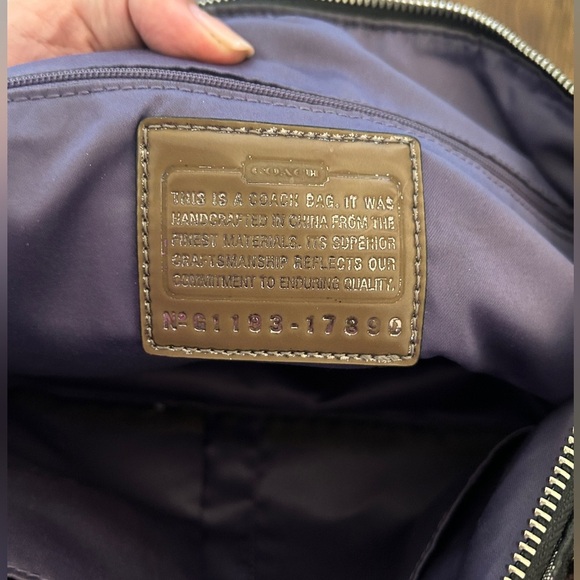 COACH
THIS IS A COACH BAG. IT WAS
HANDCRAFTED IN CHINA FROM THE
FINEST MATERIALS. ITS SUPERIOR
CRAFTSMANSHIP REFLECTS OUR
COMMITMENT TO ENDURING QUALITY.
Nº G1193-17890